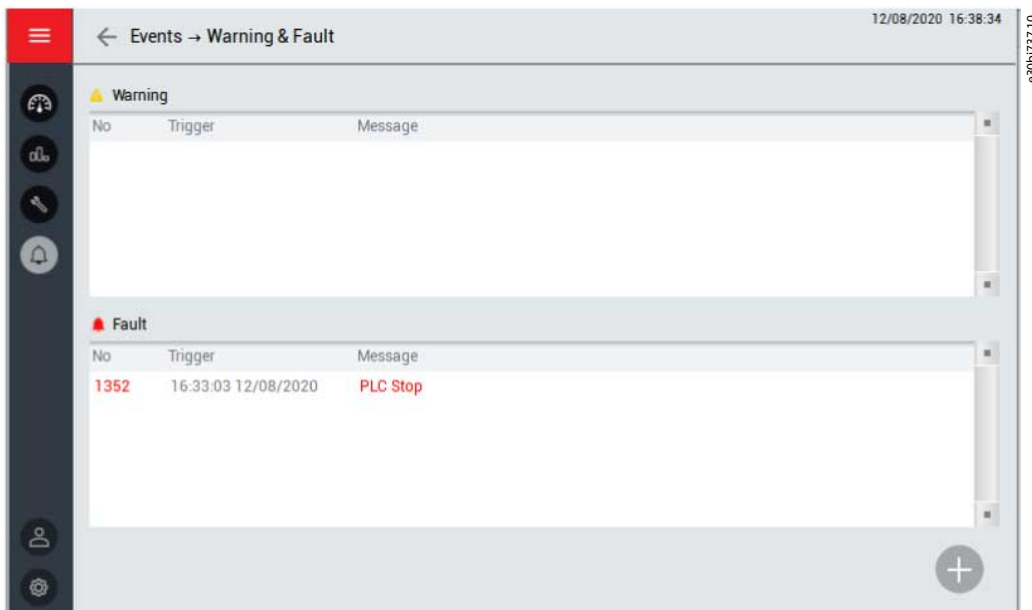 12/08/2020 16:38:34
Events → Warning & Fault
Warning
No Trigger Message
Fault
No Trigger Message
1352 16:33:03 12/08/2020 PLC Stop